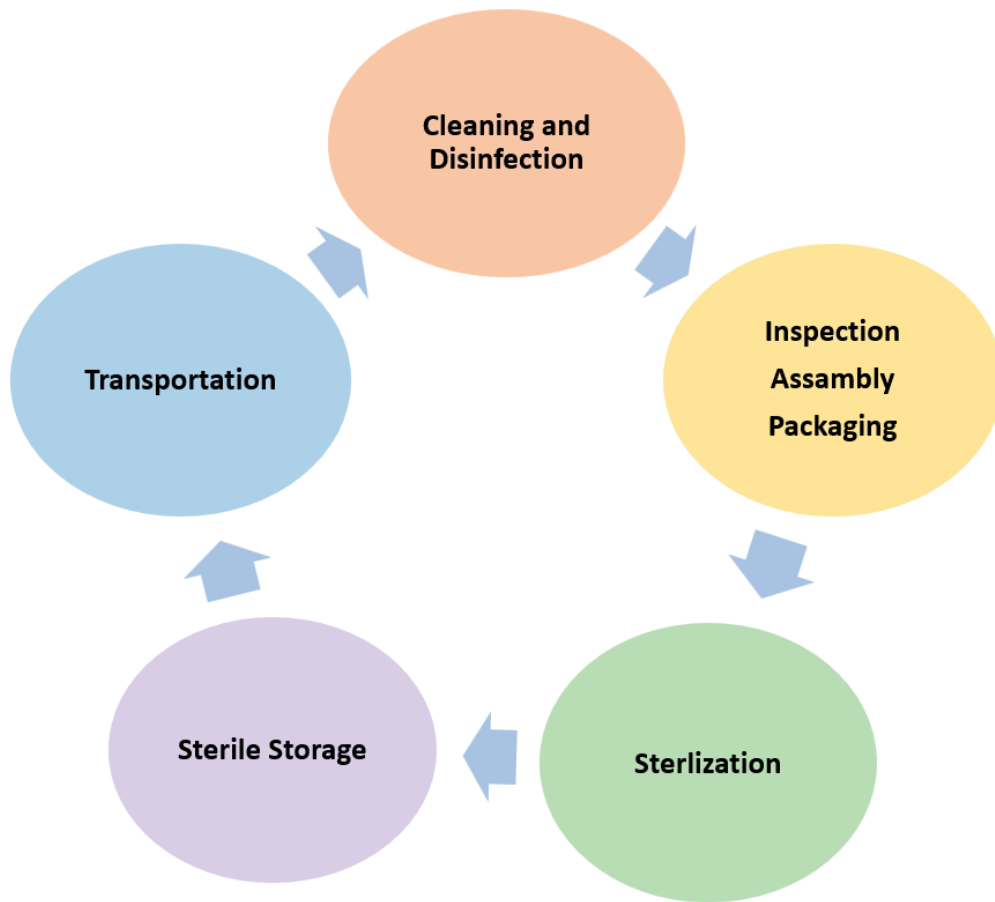 Cleaning and
Disinfection
Inspection
Assambly
Packaging
Sterlization
Sterile Storage
Transportation